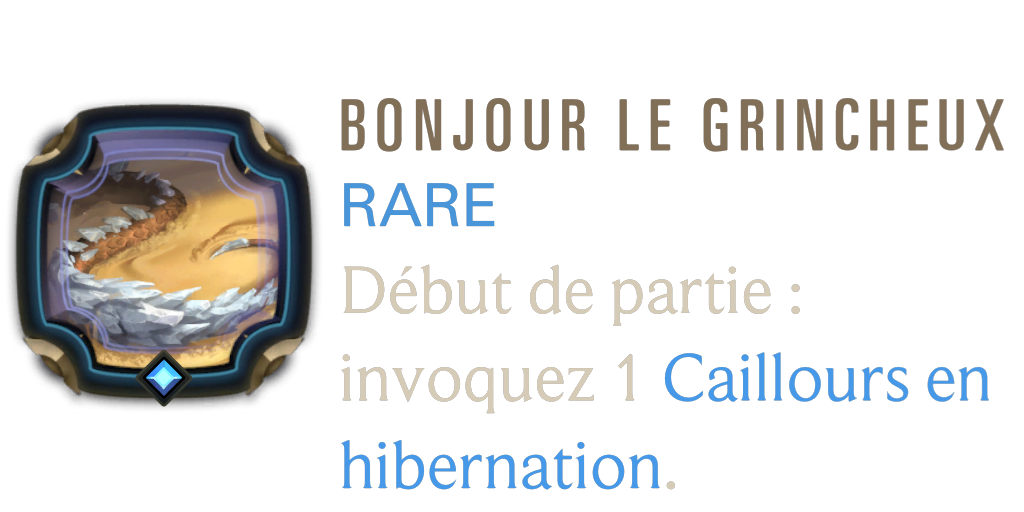 BONJOUR LE GRINCHEUX
RARE
Début de partie :
invoquez 1 Caillours en
hibernation.